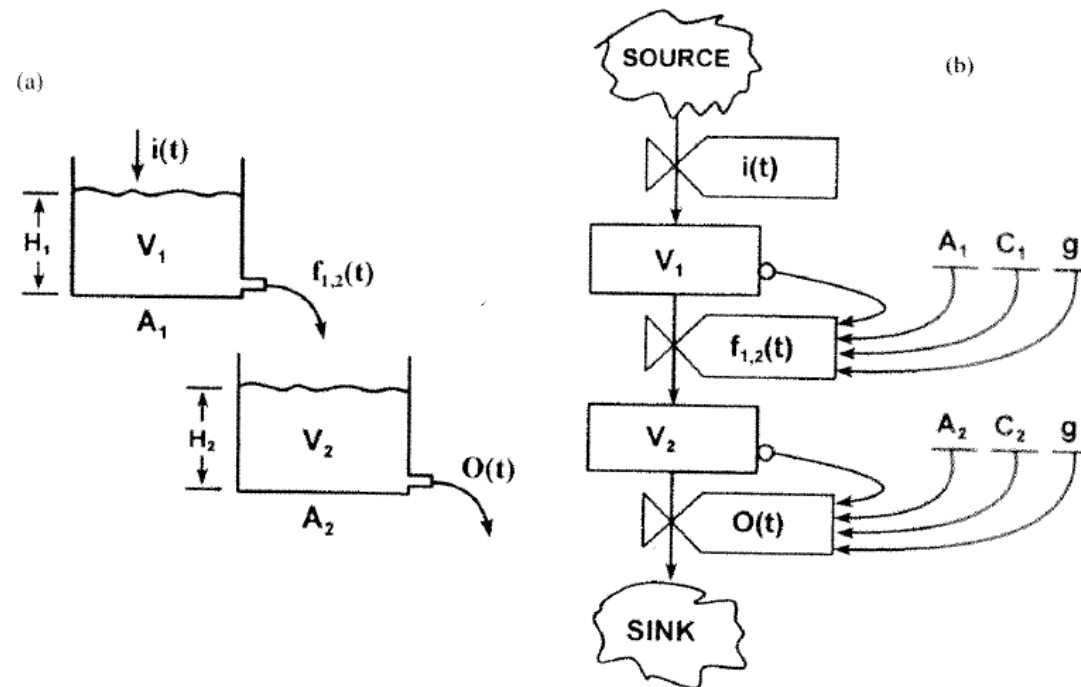 (a)
i(t)
H₁
V₁
f₁,₂(t)
A₁
H₂
V₂
O(t)
A₂
(b)
SOURCE
i(t)
V₁
A₁ C₁ g
f₁,₂(t)
V₂
A₂ C₂ g
O(t)
SINK